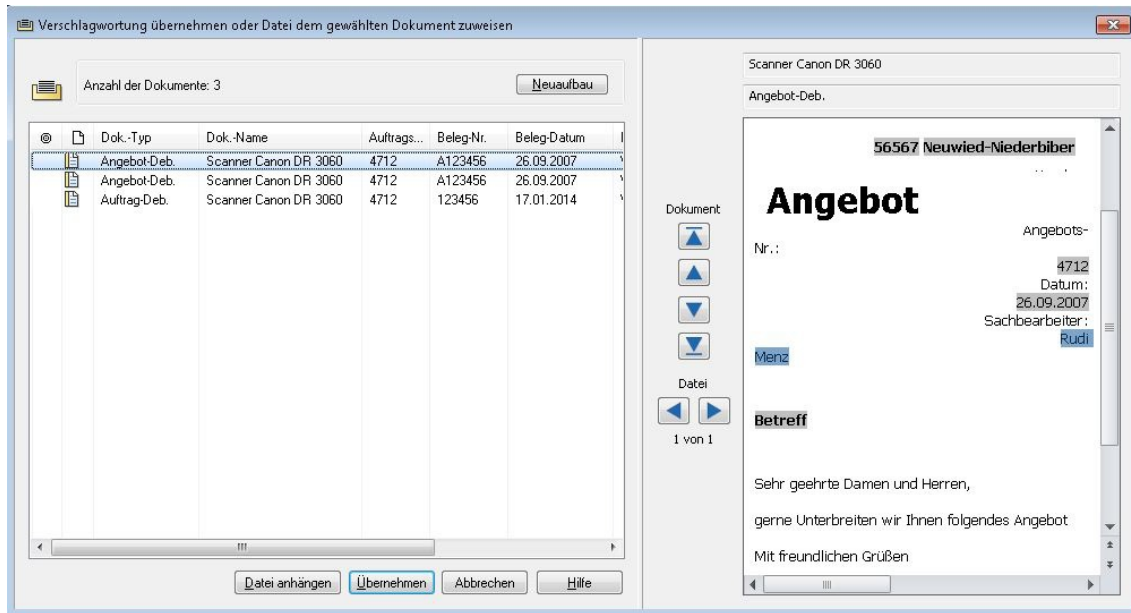 Verschlagwortung übernehmen oder Datei dem gewählten Dokument zuweisen
Anzahl der Dokumente: 3
Neuaufbau
Dok.-Typ Dok.-Name Auftrags... Beleg-Nr. Beleg-Datum
Angebot-Deb. Scanner Canon DR 3060 4712 A123456 26.09.2007
Angebot-Deb. Scanner Canon DR 3060 4712 A123456 26.09.2007
Auftrag-Deb. Scanner Canon DR 3060 4712 123456 17.01.2014
Datei anhängen Übernehmen Abbrechen Hilfe
Dokument
Datei
1 von 1
Scanner Canon DR 3060
Angebot-Deb.
56567 Neuwied-Niederbiber
Angebot
Angebots-
Nr.:
4712
Datum:
26.09.2007
Sachbearbeiter:
Rudi
Menz
Betreff
Sehr geehrte Damen und Herren,
gerne Unterbreiten wir Ihnen folgendes Angebot
Mit freundlichen Grüßen